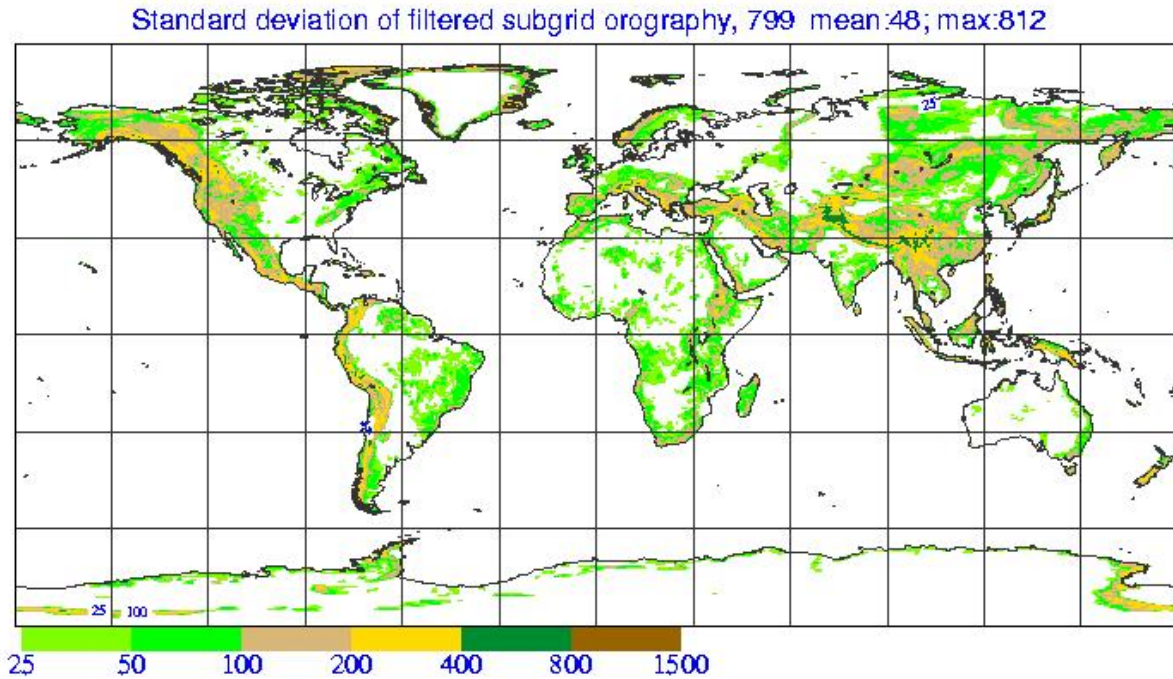 Standard deviation of filtered subgrid orography, 799 mean:48; max:812
25
25
25 100
25 50 100 200 400 800 1500